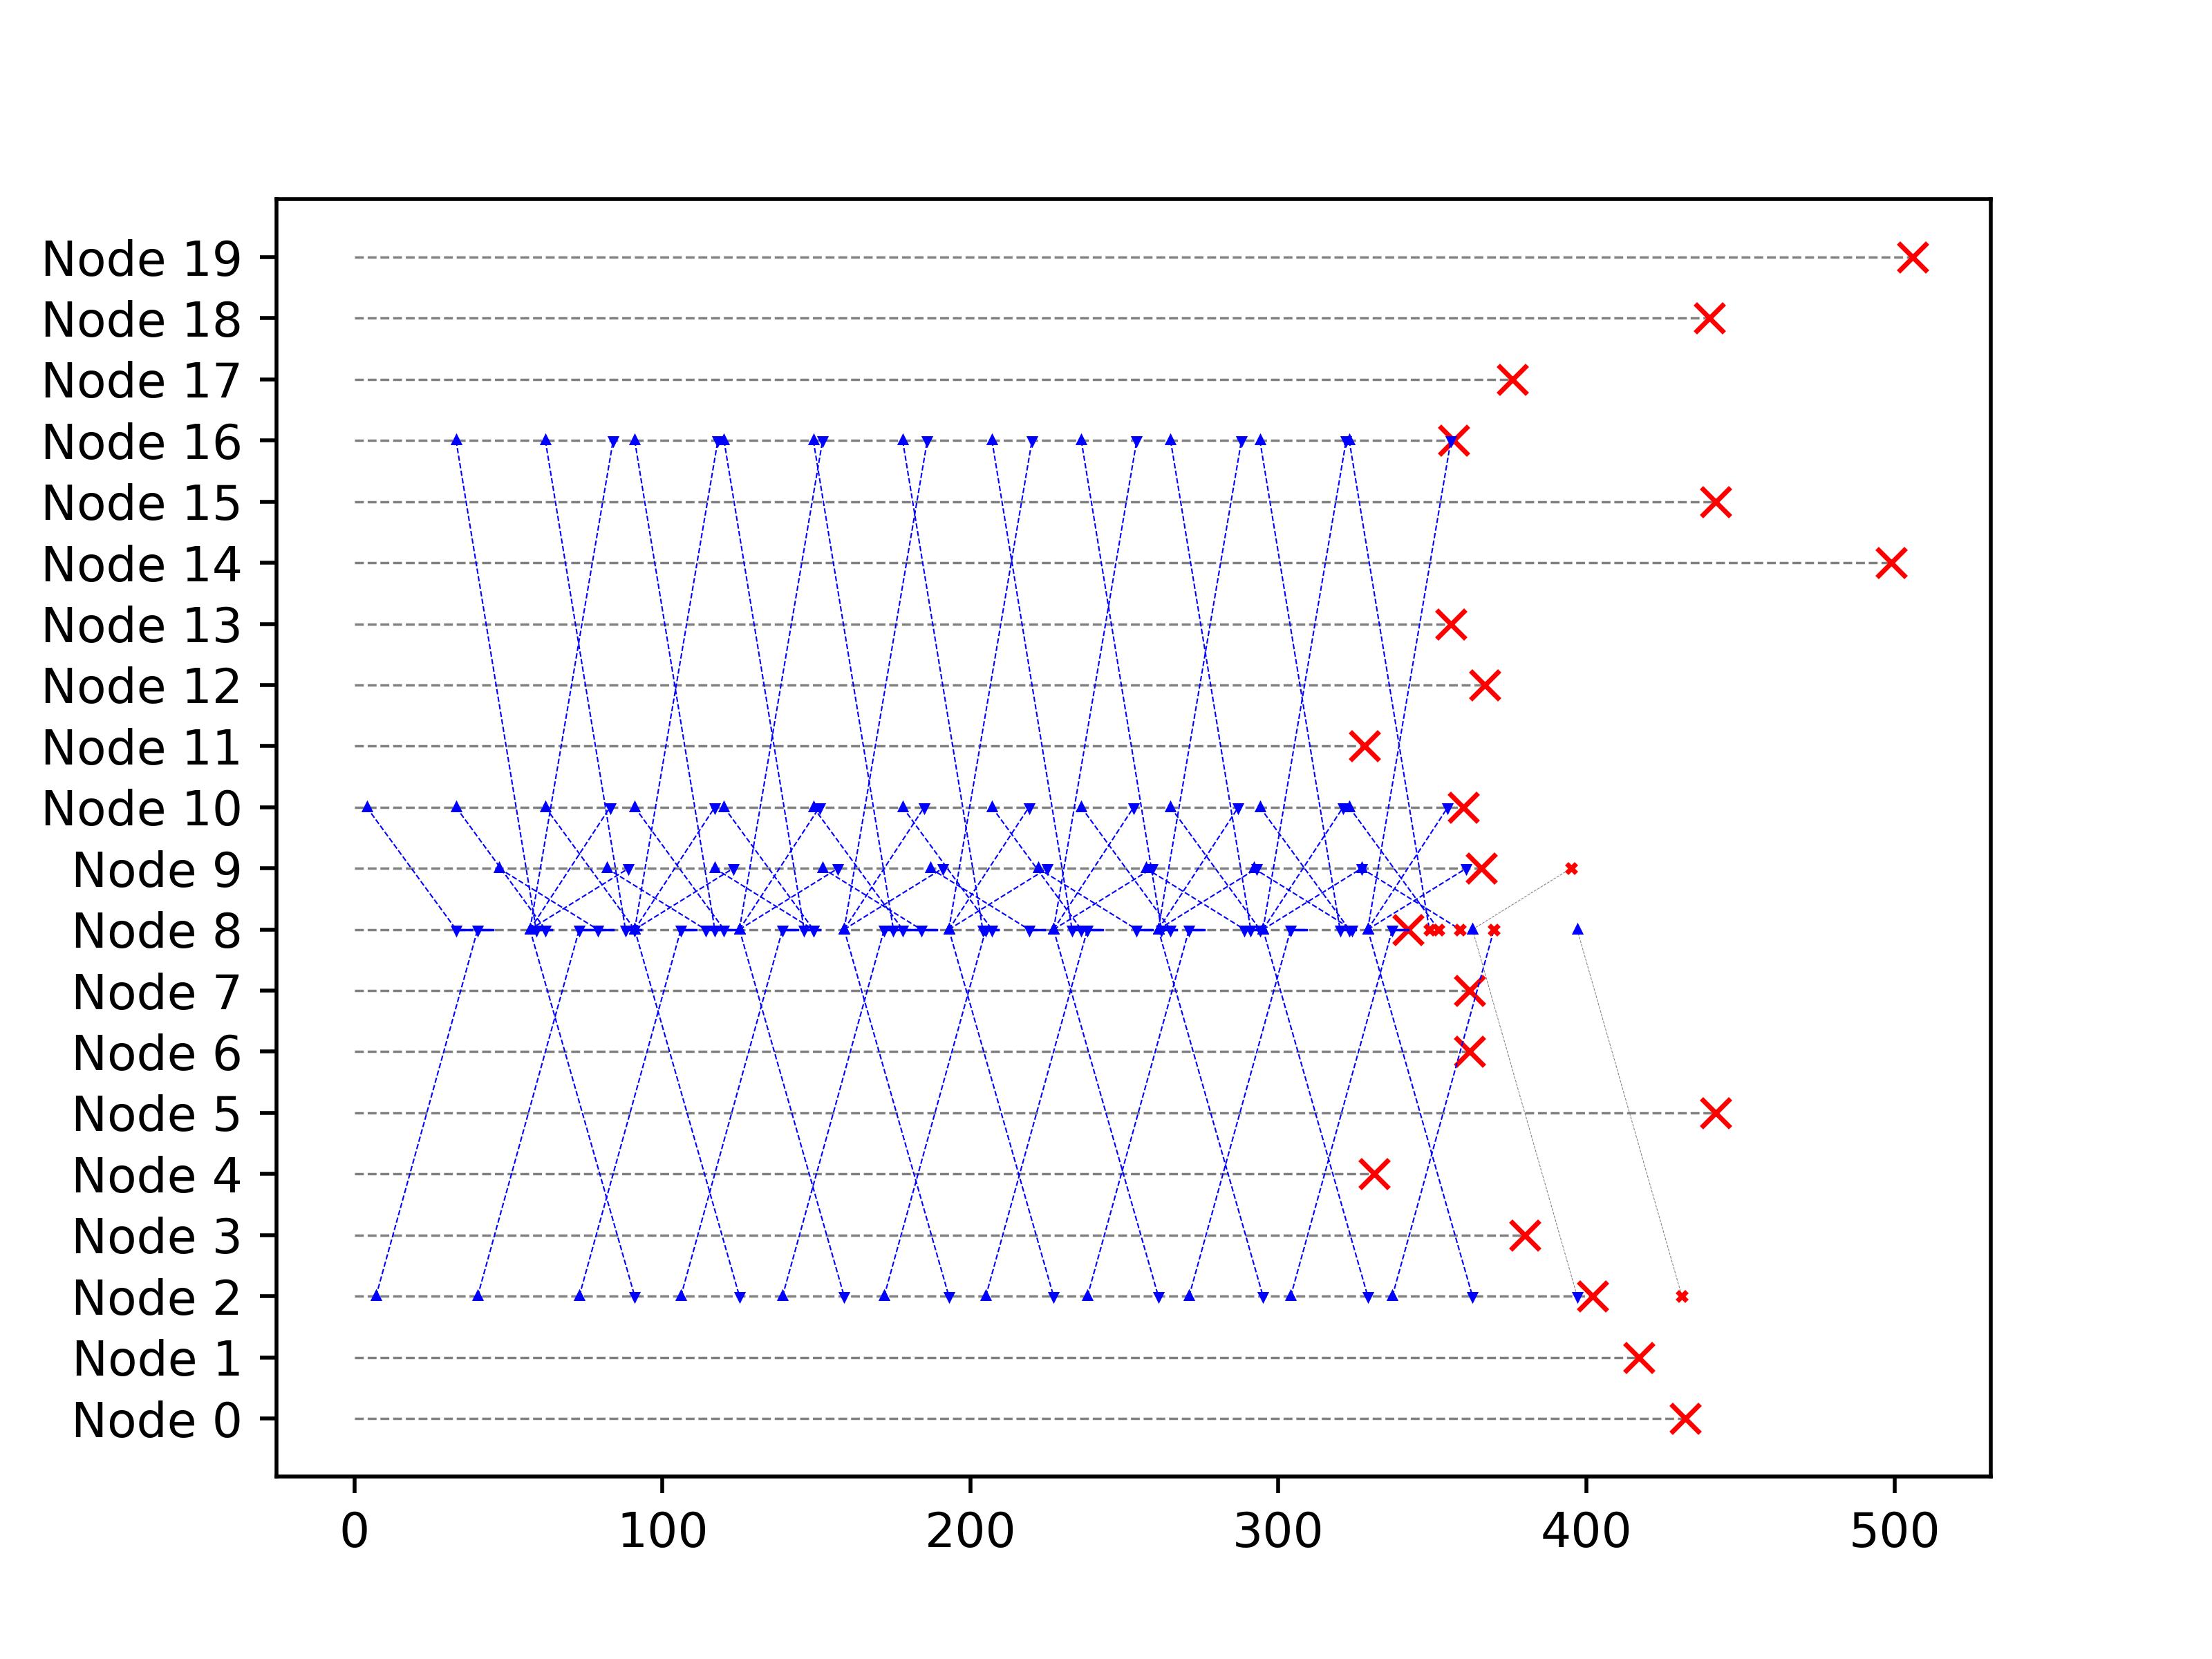 Node 19
Node 18
Node 17
Node 16
Node 15
Node 14
Node 13
Node 12
Node 11
Node 10
Node 9
Node 8
Node 7
Node 6
Node 5
Node 4
Node 3
Node 2
Node 1
Node 0
0 100 200 300 400 500